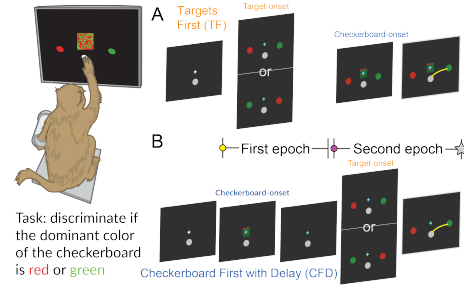 A
Targets
First (TF)
Target-onset
or
Checkerboard-onset
First epoch
Second epoch
B
Target-onset
Checkerboard-onset
or
Checkerboard First with Delay (CFD)
Task: discriminate if
the dominant color
of the checkerboard
is red or green